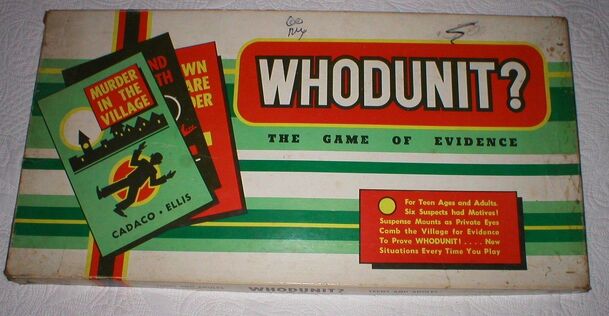 WHODUNIT?
THE GAME OF EVIDENCE
MURDER
IN THE
VILLAGE
CADACO • ELLIS
For Teen Ages and Adults.
Six Suspects had Motives!
Suspense Mounts as Private Eyes
Comb the Village for Evidence
To Prove WHODUNIT! .... New
Situations Every Time You Play
WHODUNIT?